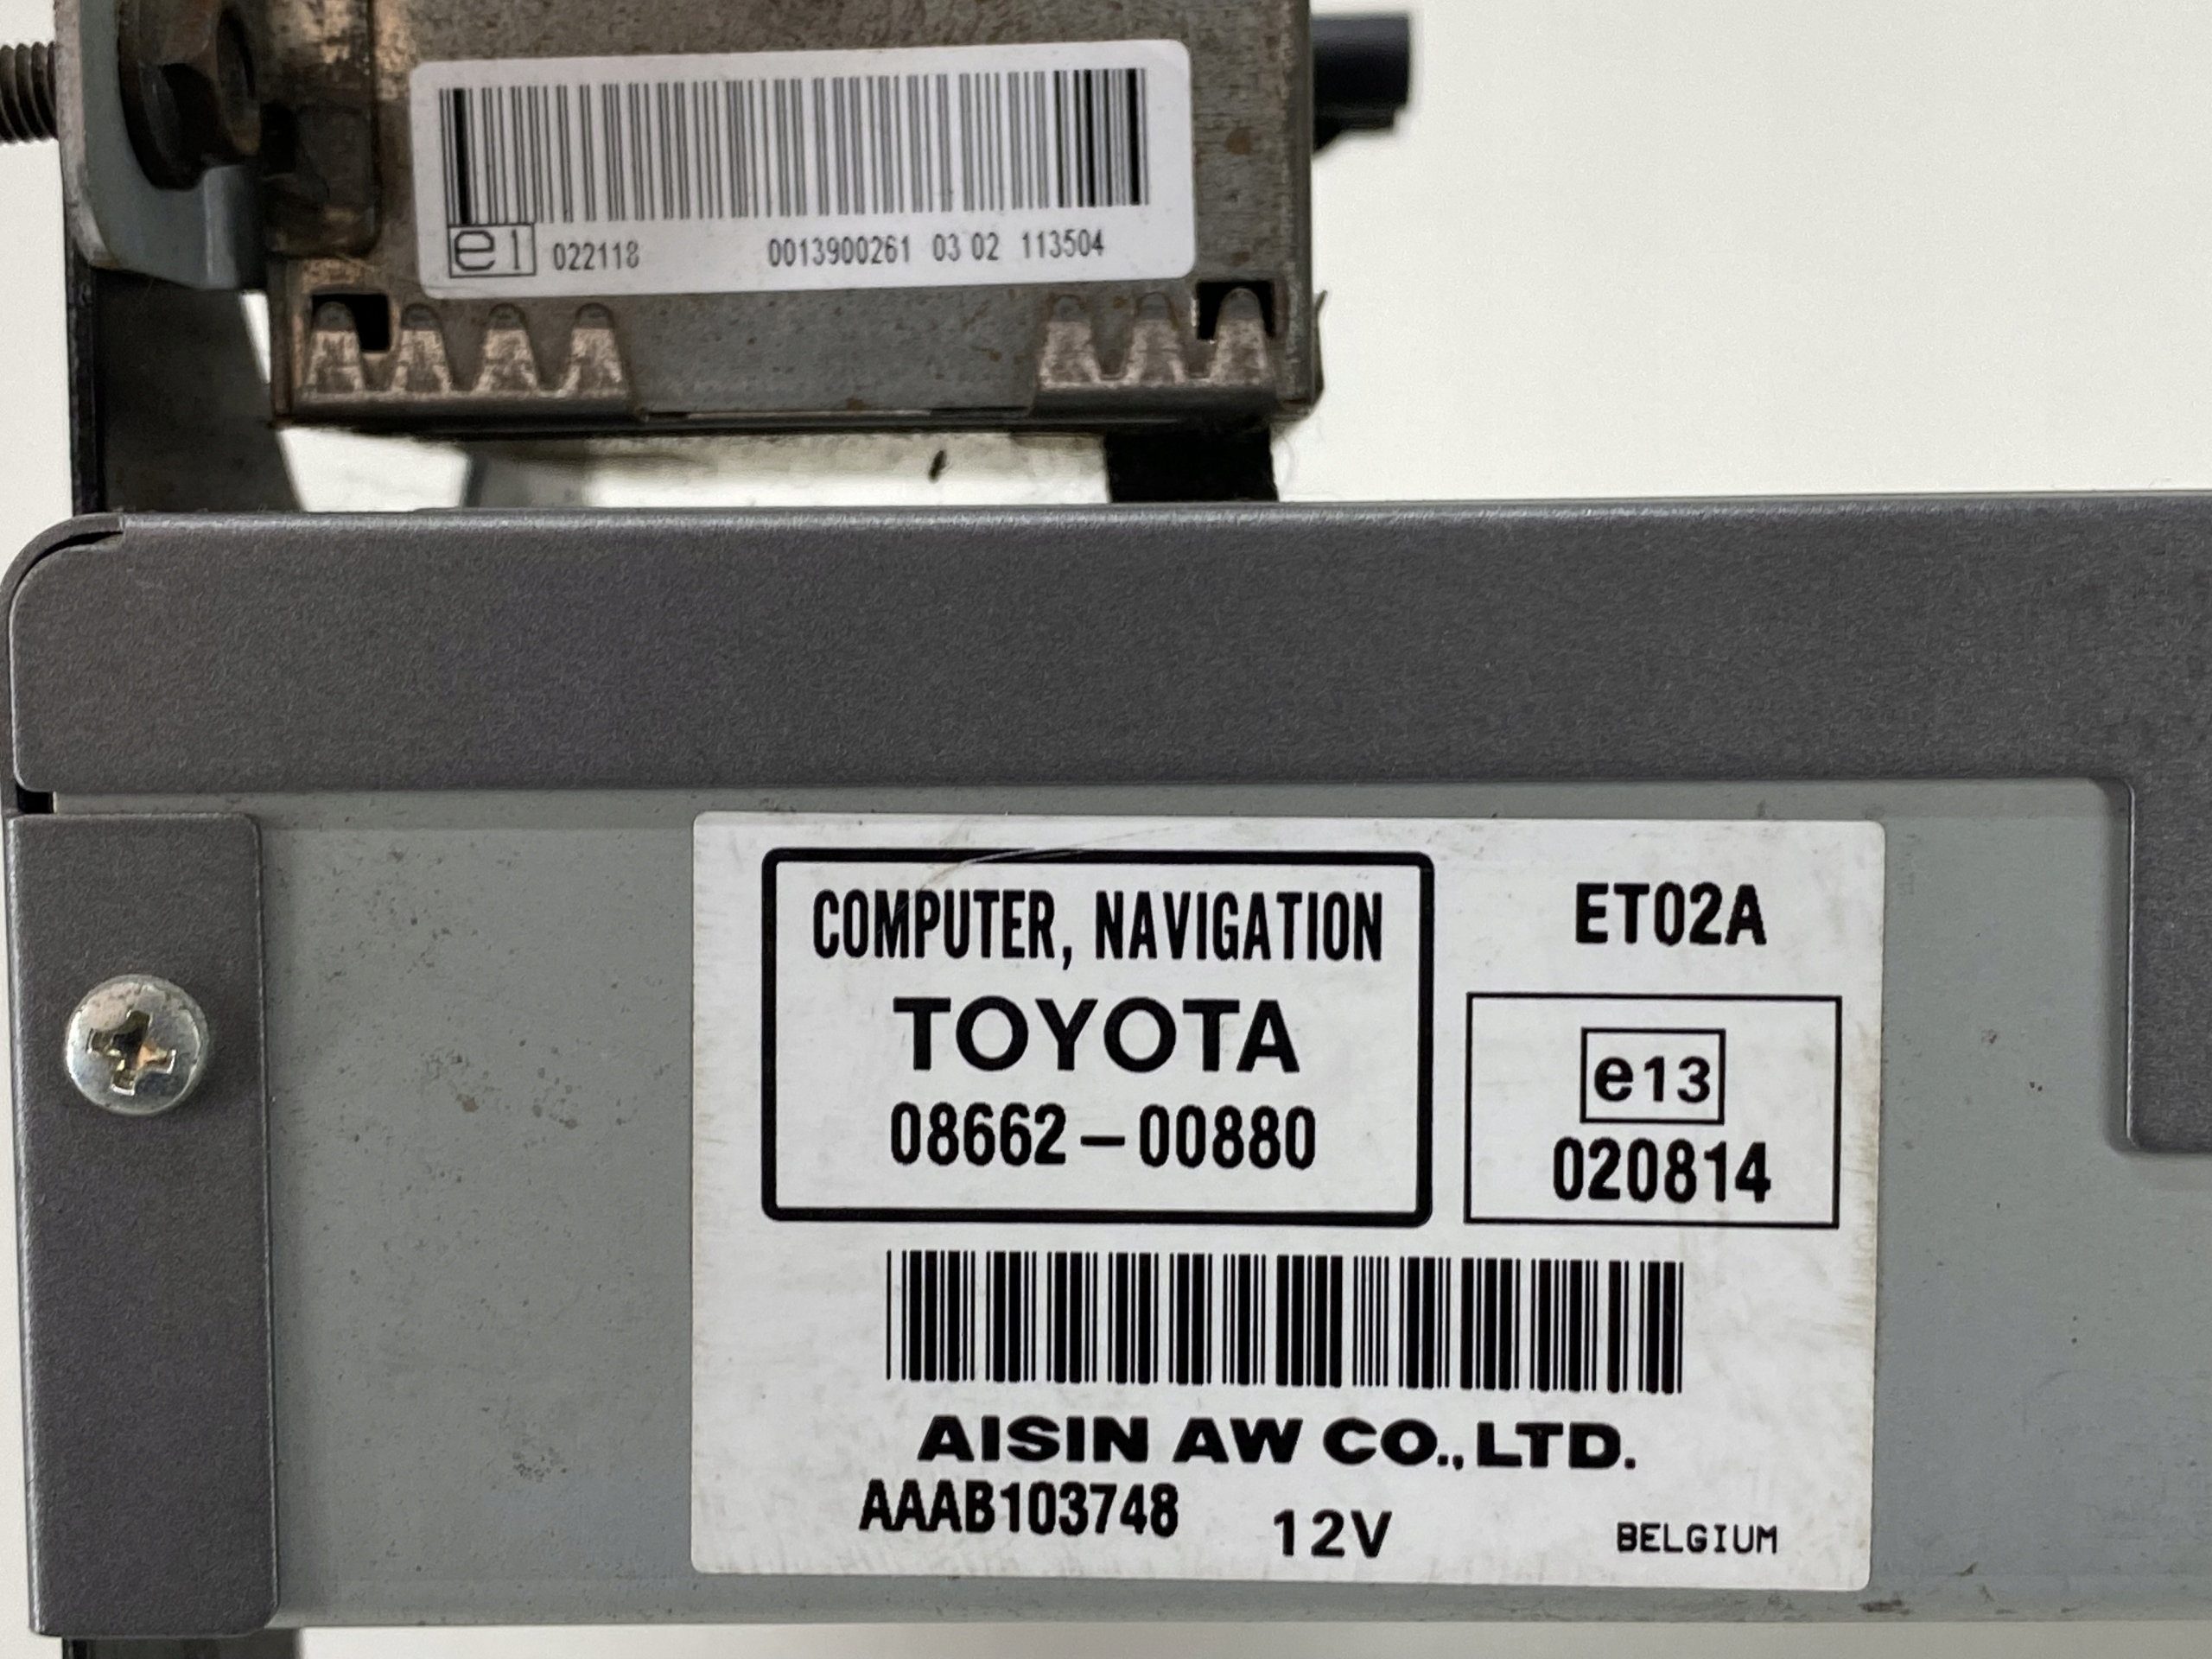 e1 022118 0013900261 03 02 113504
COMPUTER, NAVIGATION
TOYOTA
08662-00880
ET02A
e13
020814
AISIN AW CO., LTD.
AAAB103748 12V BELGIUM